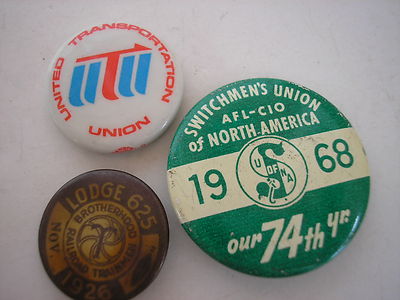 UNITED TRANSPORTATION
UTU
UNION
SWITCHMEN'S UNION
AFL-CIO
of NORTH AMERICA
19 68
S
U OF NA
our 74th yr.
LODGE 625
BROTHERHOOD
RAILROAD TRAINMEN
NOV.
1926